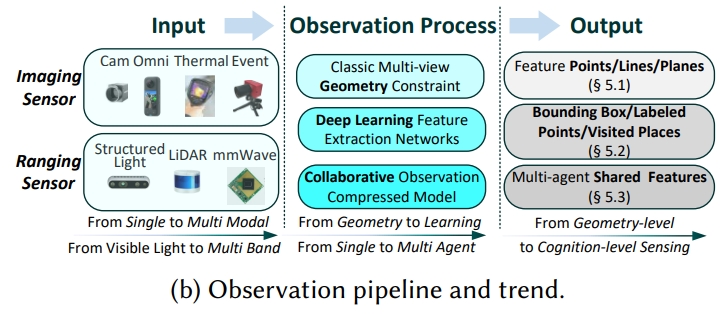 Input
Observation Process
Output
Imaging
Sensor
Cam Omni Thermal Event
Ranging
Sensor
Structured
Light
LiDAR
mmWave
From Single to Multi Modal
From Visible Light to Multi Band
Classic Multi-view
Geometry Constraint
Deep Learning Feature
Extraction Networks
Collaborative Observation
Compressed Model
From Geometry to Learning
From Single to Multi Agent
Feature Points/Lines/Planes
(§ 5.1)
Bounding Box/Labeled
Points/Visited Places
(§ 5.2)
Multi-agent Shared Features
(§ 5.3)
From Geometry-level
to Cognition-level Sensing
(b) Observation pipeline and trend.